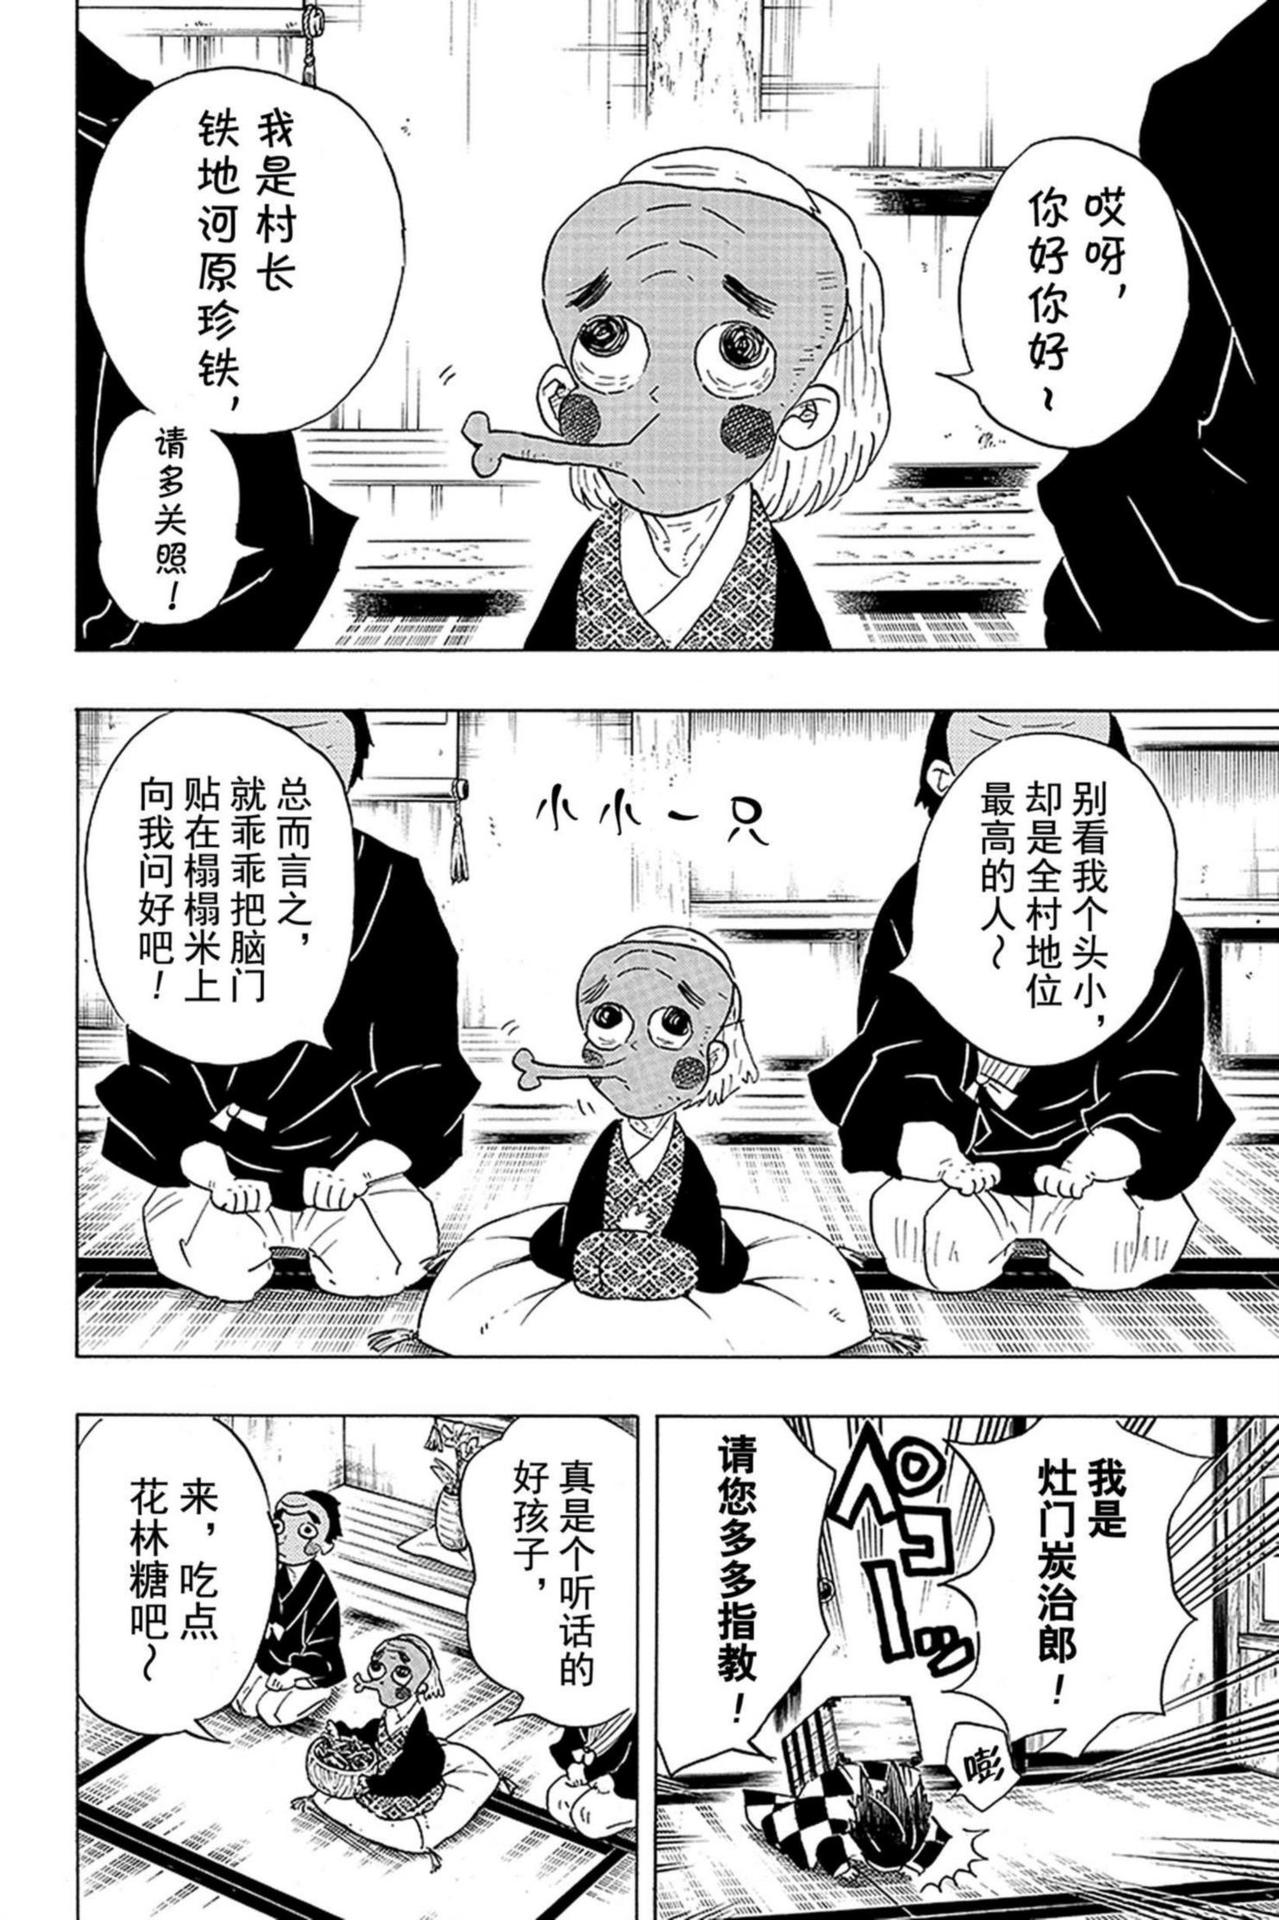 哎呀，
你好你好～
我是村长
铁地河原珍铁，
请多关照！
别看我个头小，
却是全村地位
最高的人～
小小一只
总而言之，
就乖乖把脑门
贴在榻榻米上
向我问好吧！
我是
灶门炭治郎！
ペコーッ
嘭
请您多多指教！
真是个听话的
好孩子，
来，吃点
花林糖吧～